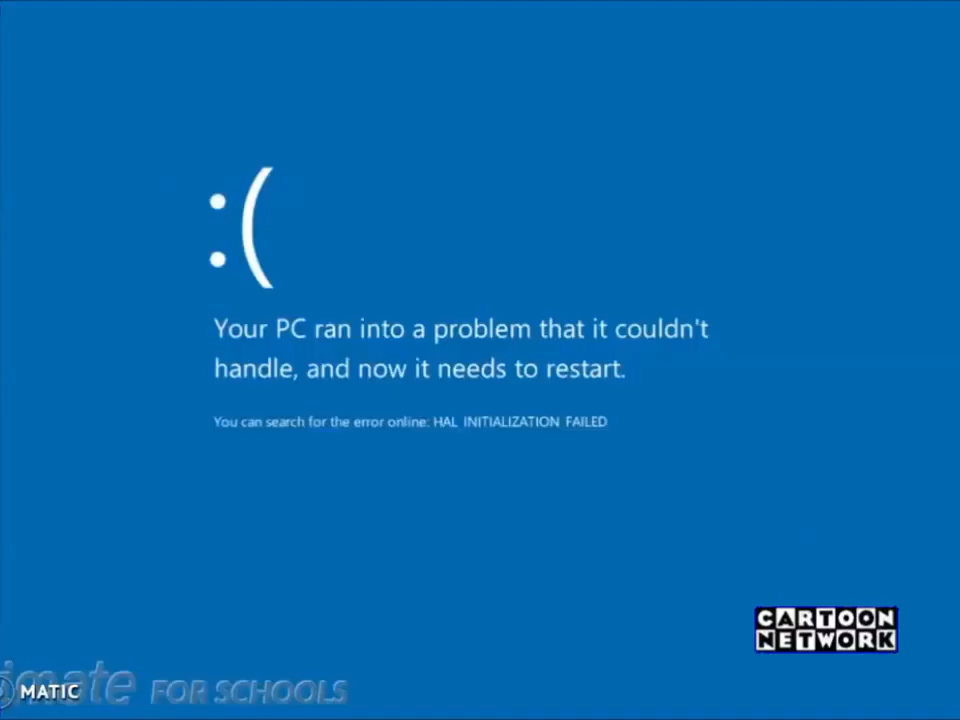 :(
Your PC ran into a problem that it couldn't
handle, and now it needs to restart.
You can search for the error online: HAL INITIALIZATION FAILED
CARTOON
NETWORK
FOR SCHOOLS
MATIC